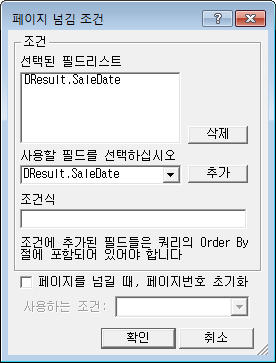 페이지 넘김 조건
조건
선택된 필드리스트
DResult.SaleDate
삭제
사용할 필드를 선택하십시오
DResult.SaleDate
추가
조건식
조건에 추가된 필드들은 쿼리의 Order By
절에 포함되어 있어야 합니다
페이지를 넘길 때, 페이지번호 초기화
사용하는 조건:
확인
취소